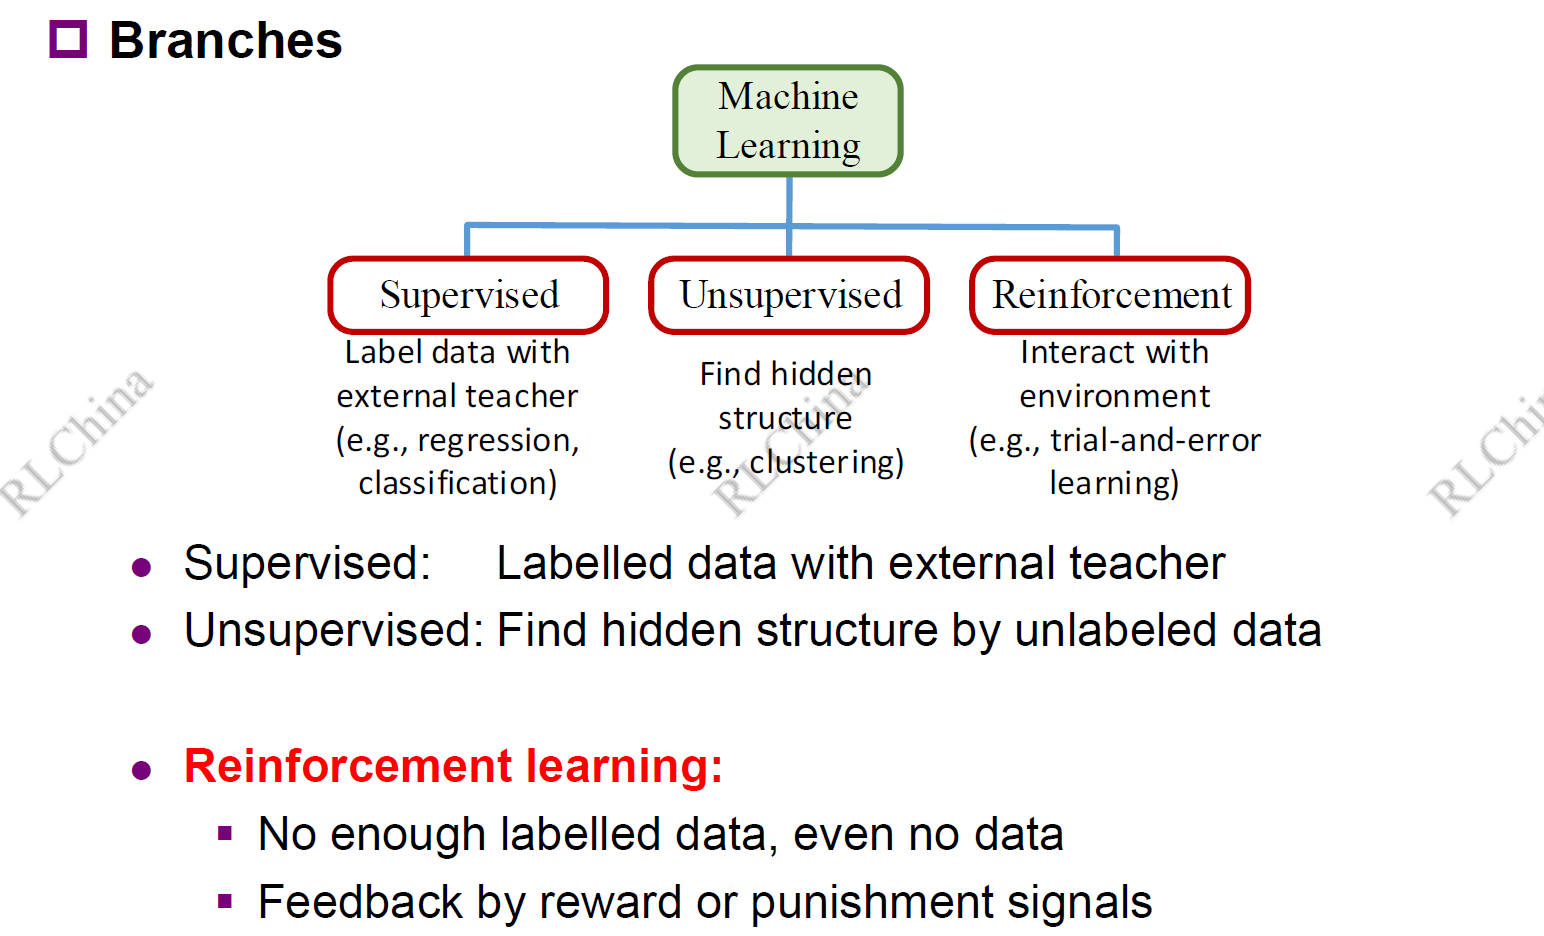 Branches
Machine
Learning
Supervised
Unsupervised
Reinforcement
Label data with
external teacher
(e.g., regression,
classification)
Find hidden
structure
(e.g., clustering)
Interact with
environment
(e.g., trial-and-error
learning)
RLChina
RLChina
RLChin
Supervised: Labelled data with external teacher
Unsupervised: Find hidden structure by unlabeled data
Reinforcement learning:
No enough labelled data, even no data
Feedback by reward or punishment signals